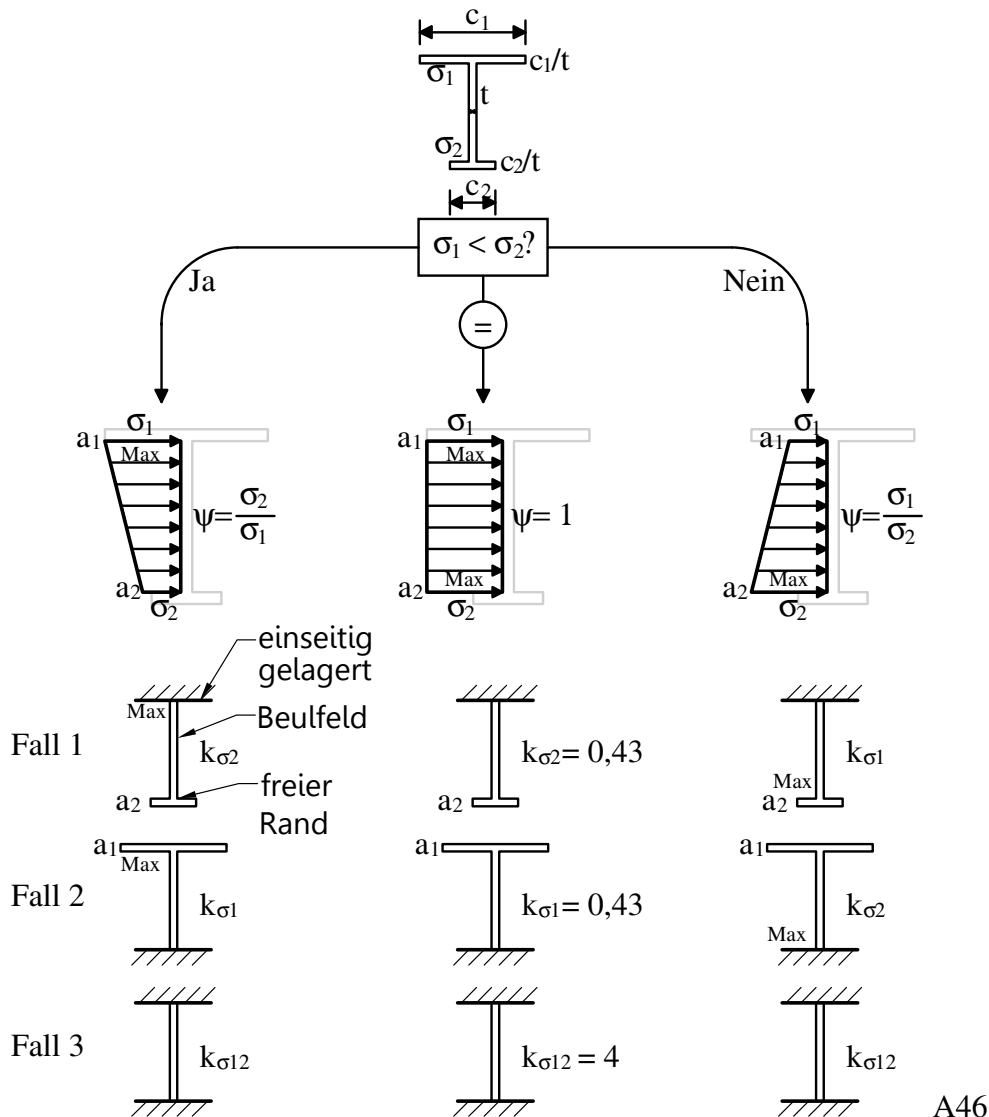 c1
σ1
c1/t
t
σ2
c2/t
c2
σ1 < σ2?
Ja
Nein
=
a1
σ1
Max
ψ= σ2/σ1
a2
σ2
a1
σ1
Max
ψ= 1
Max
a2
σ2
a1
σ1
ψ= σ1/σ2
Max
a2
σ2
einseitig
gelagert
Beulfeld
freier
Rand
Fall 1
Max
kσ2
a2
kσ2= 0,43
a2
kσ1
Max
a2
Fall 2
a1
Max
kσ1
a1
kσ1= 0,43
a1
kσ2
Max
Fall 3
kσ12
kσ12 = 4
kσ12
A46